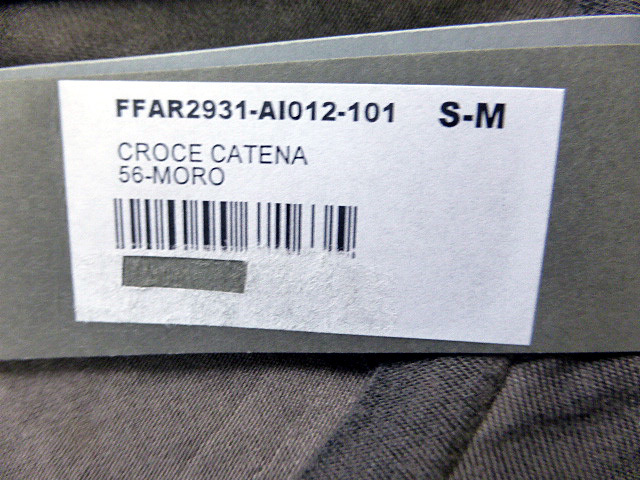 FFAR2931-AI012-101 S-M
CROCE CATENA
56-MORO